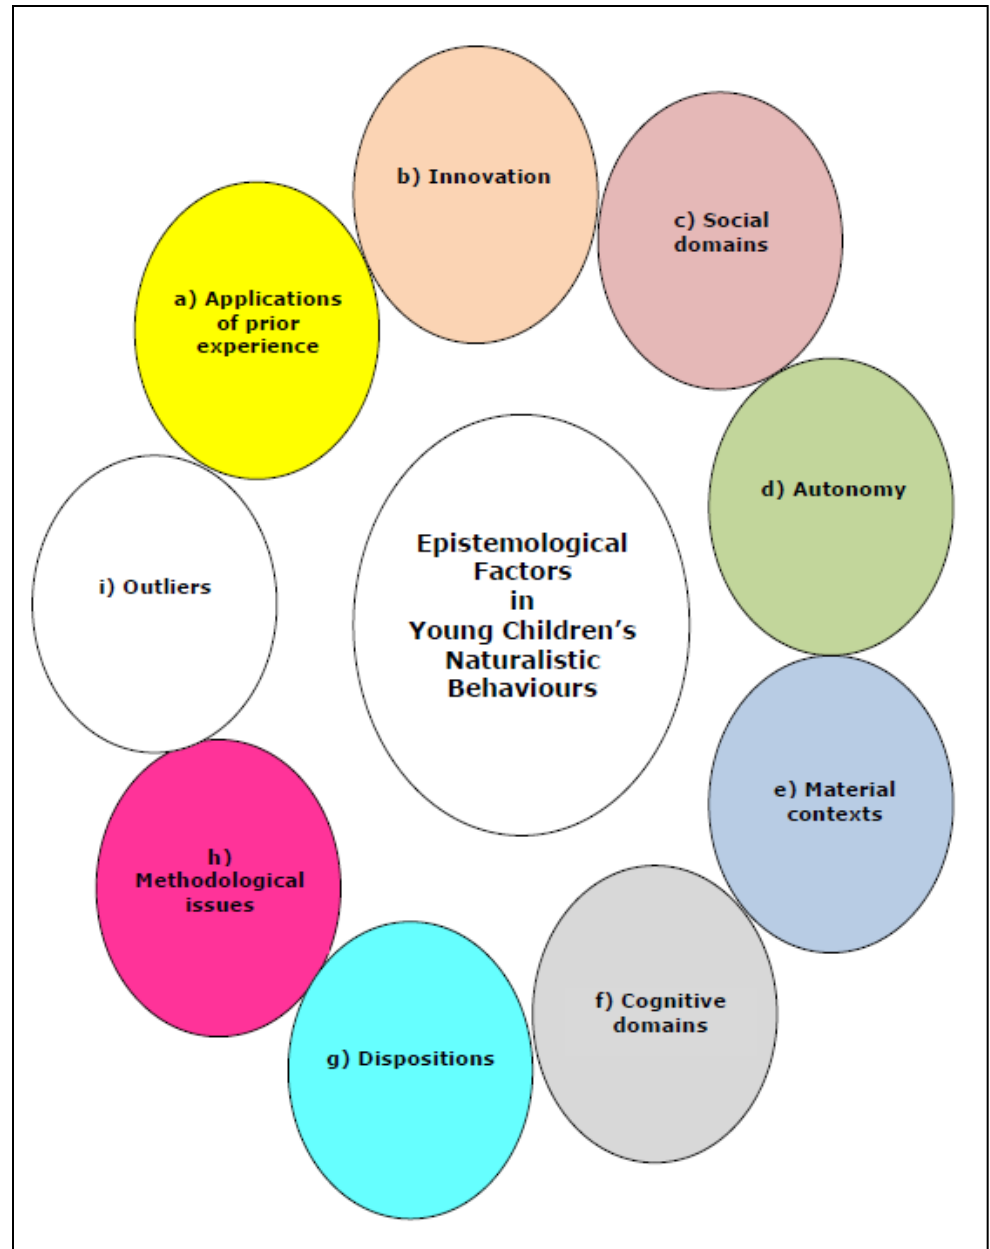 b) Innovation
c) Social
domains
a) Applications
of prior
experience
d) Autonomy
Epistemological
Factors
in
Young Children’s
Naturalistic
Behaviours
i) Outliers
e) Material
contexts
h)
Methodological
issues
f) Cognitive
domains
g) Dispositions